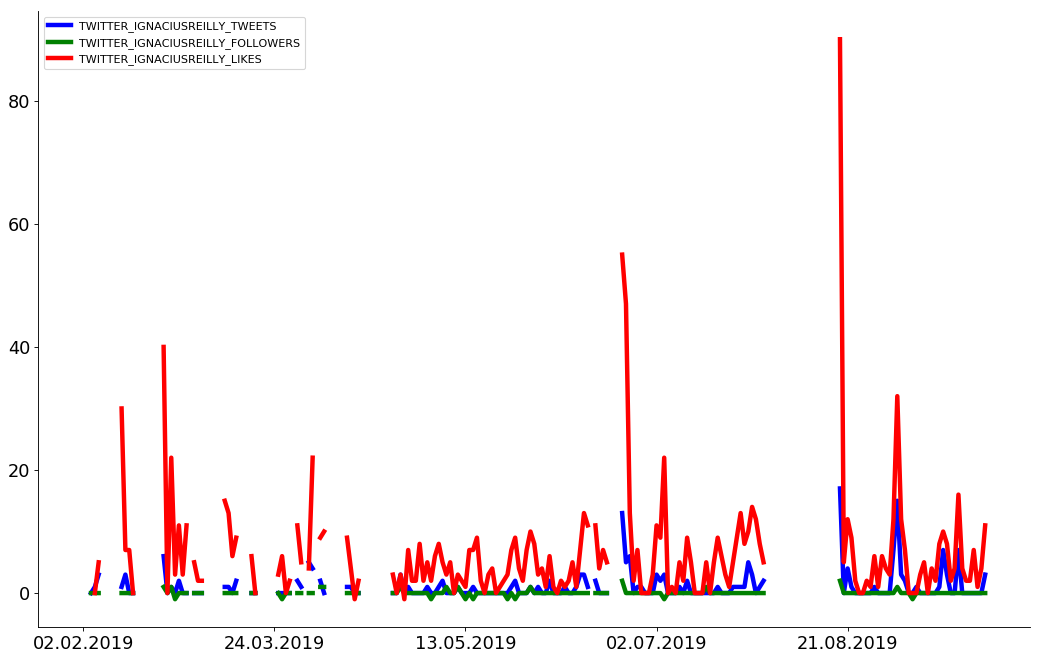 TWITTER_IGNACIUSREILLY_TWEETS
TWITTER_IGNACIUSREILLY_FOLLOWERS
TWITTER_IGNACIUSREILLY_LIKES
80
60
40
20
0
02.02.2019 24.03.2019 13.05.2019 02.07.2019 21.08.2019